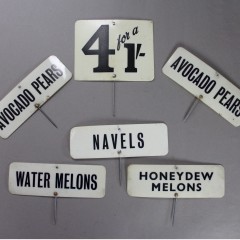 4 for a 1/-
AVOCADO PEARS
AVOCADO PEARS
NAVELS
WATER MELONS
HONEYDEW
MELONS